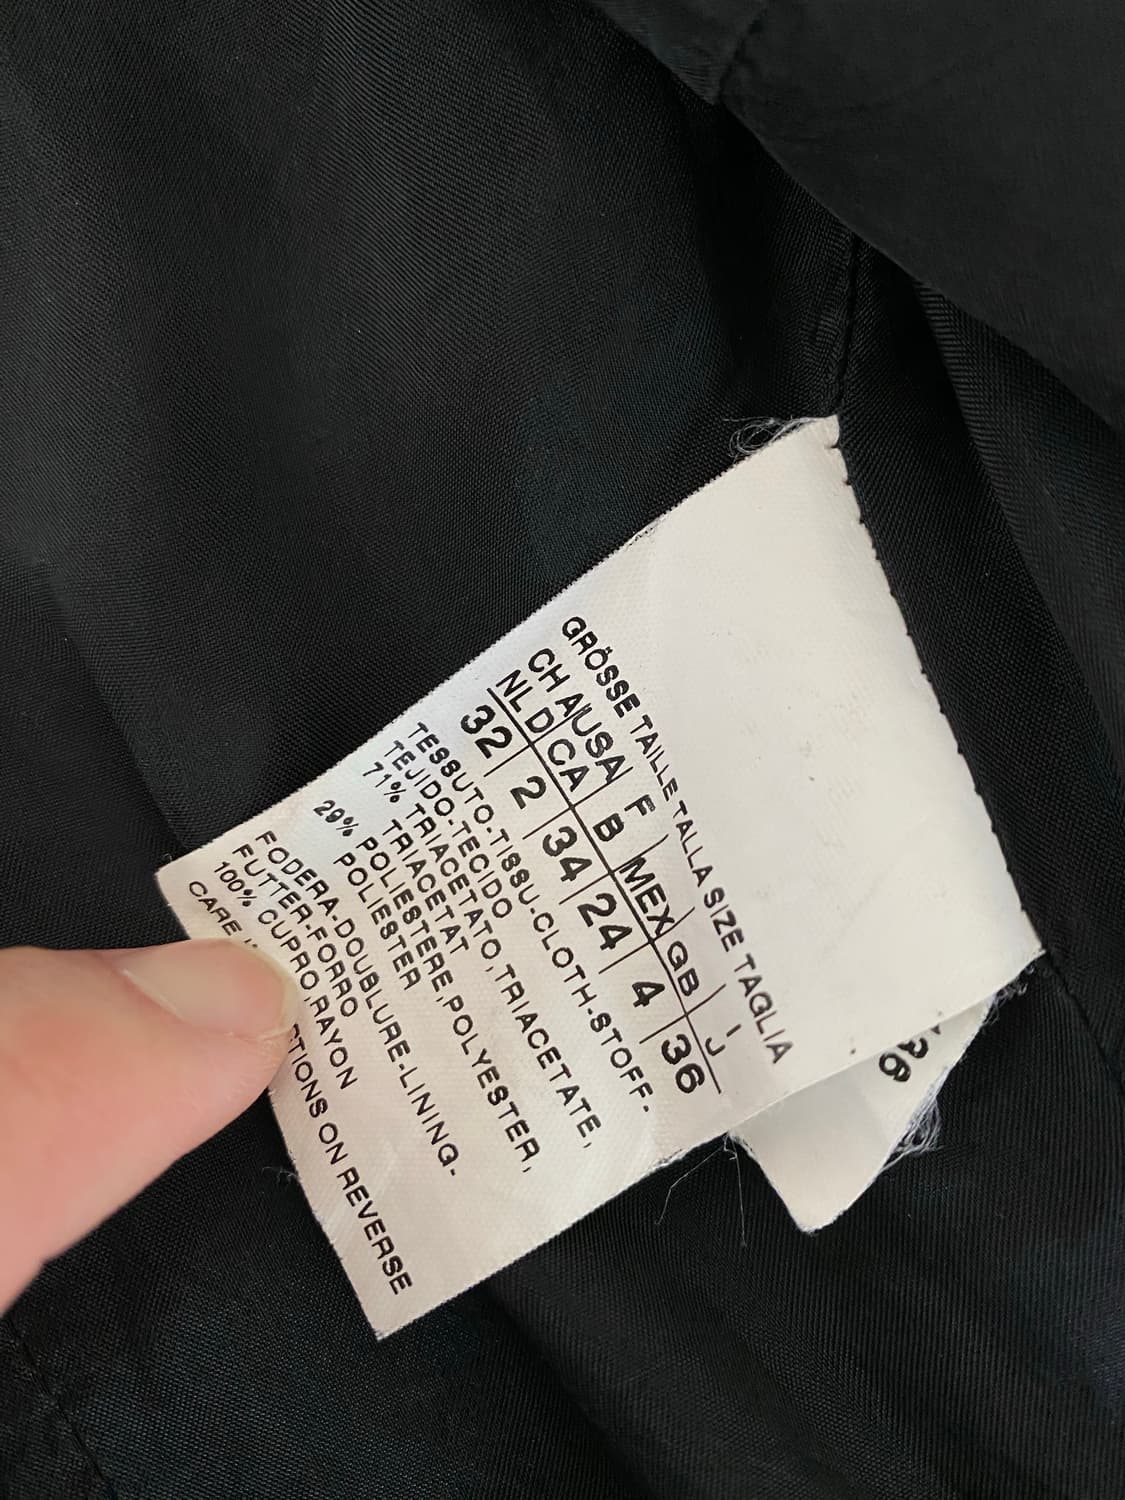 GRÖSSE TAILLE TALLA SIZE TAGLIA
CH A USA F I
NL D CA B MEX GB J
32 2 34 24 4 36
TESSUTO-TISSU-CLOTH-STOFF-
TEJIDO-TECIDO
71% TRIACETATO,TRIACETATE,
TRIACETAT
29% POLIESTERE,POLYESTER,
POLIESTER
FODERA-DOUBLURE-LINING-
FUTTER-FORRO
100% CUPRO,RAYON
CARE CTIONS ON REVERSE